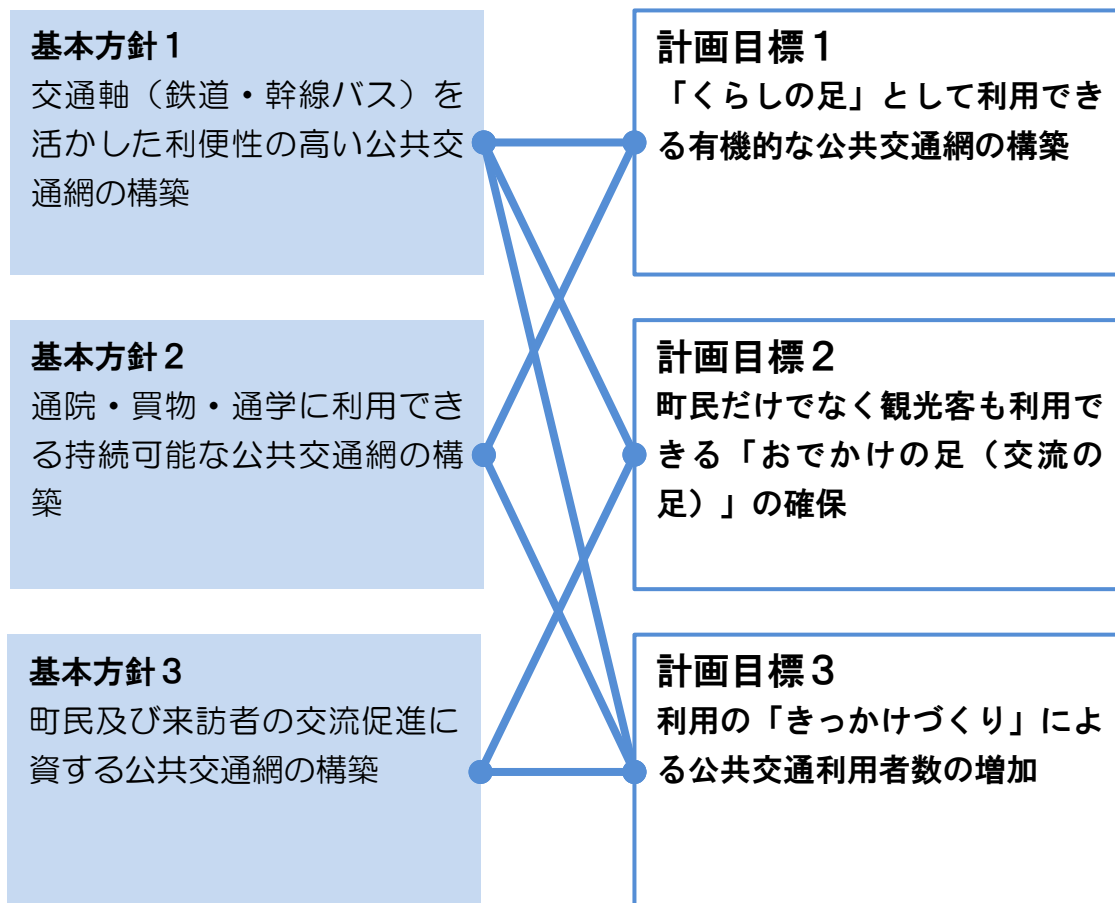 基本方針１
交通軸（鉄道・幹線バス）を
活かした利便性の高い公共交
通網の構築
計画目標１
「くらしの足」として利用でき
る有機的な公共交通網の構築
基本方針２
通院・買物・通学に利用でき
る持続可能な公共交通網の構
築
計画目標２
町民だけでなく観光客も利用で
きる「おでかけの足（交流の
足）」の確保
基本方針３
町民及び来訪者の交流促進に
資する公共交通網の構築
計画目標３
利用の「きっかけづくり」によ
る公共交通利用者数の増加